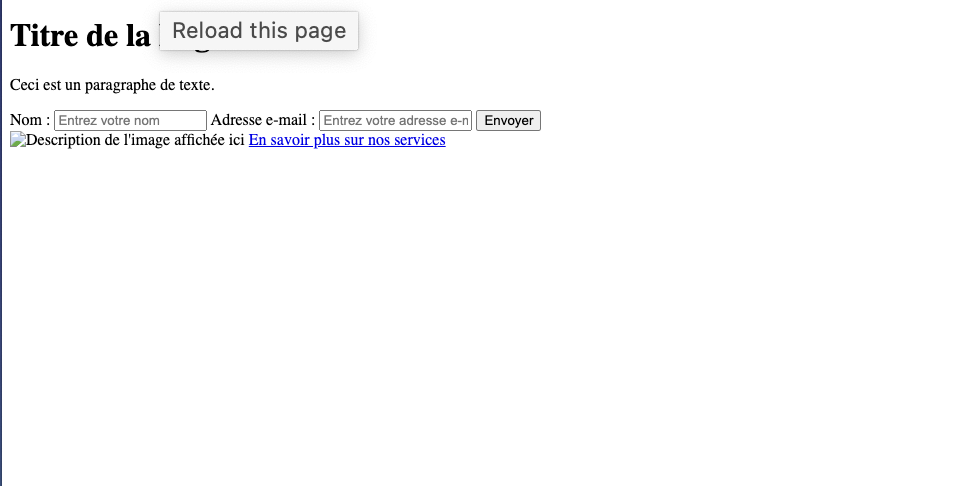 Titre de la
Reload this page
Ceci est un paragraphe de texte.
Nom : Entrez votre nom Adresse e-mail : Entrez votre adresse e-r Envoyer
Description de l'image affichée ici En savoir plus sur nos services